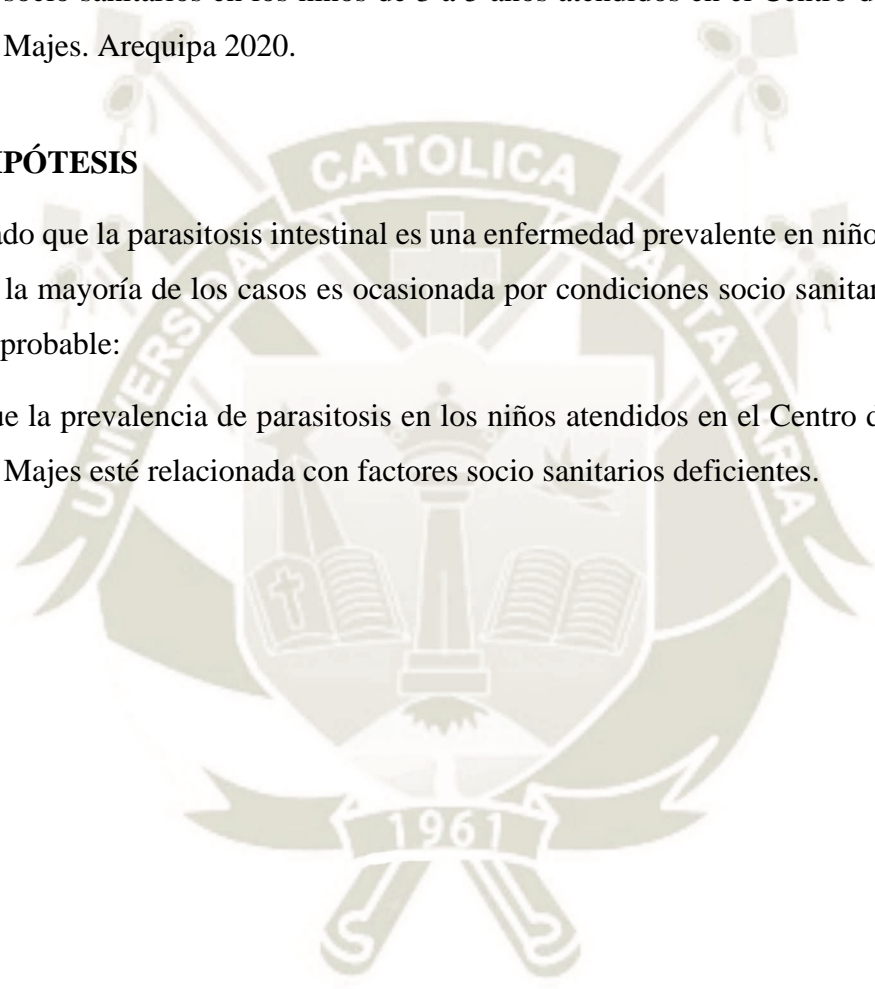 socio sanitarios en los niños de 3 a 5 años atendidos en el Centro d
Majes. Arequipa 2020.
IPÓTESIS
ado que la parasitosis intestinal es una enfermedad prevalente en niño
la mayoría de los casos es ocasionada por condiciones socio sanitar
probable:
ue la prevalencia de parasitosis en los niños atendidos en el Centro d
Majes esté relacionada con factores socio sanitarios deficientes.
UNIVERSIDAD CATOLICA SANTA MARIA
1961